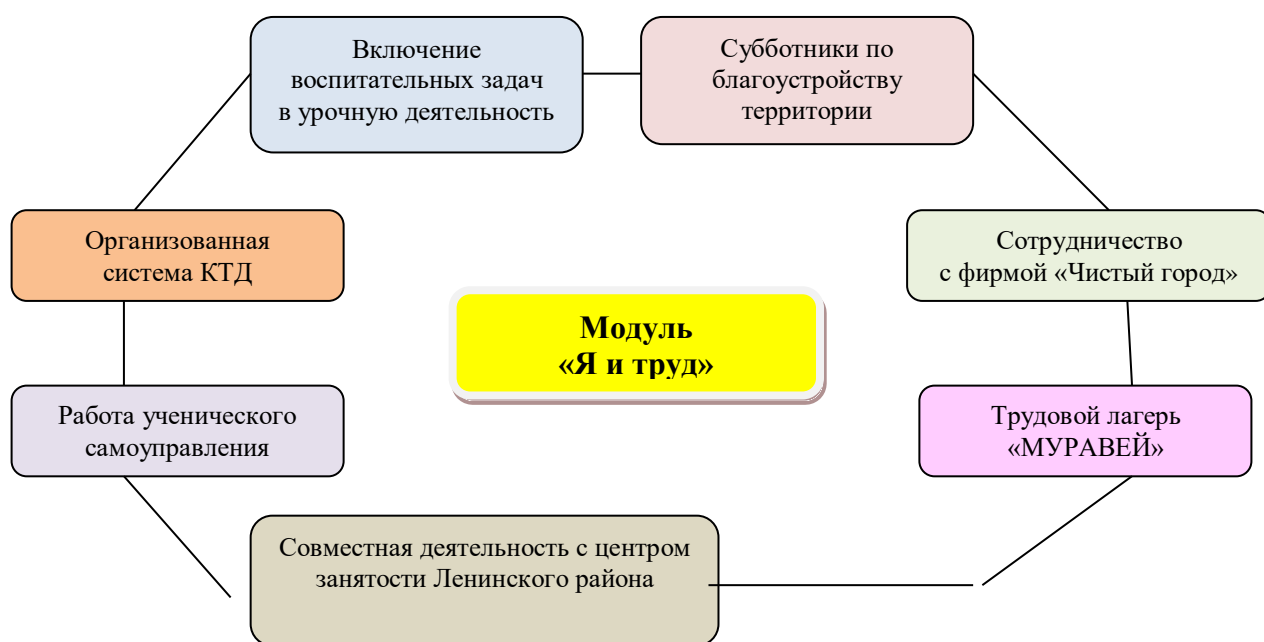 Включение
воспитательных задач
в урочную деятельность
Субботники по
благоустройству
территории
Организованная
система КТД
Сотрудничество
с фирмой «Чистый город»
Модуль
«Я и труд»
Работа ученического
самоуправления
Трудовой лагерь
«МУРАВЕЙ»
Совместная деятельность с центром
занятости Ленинского района